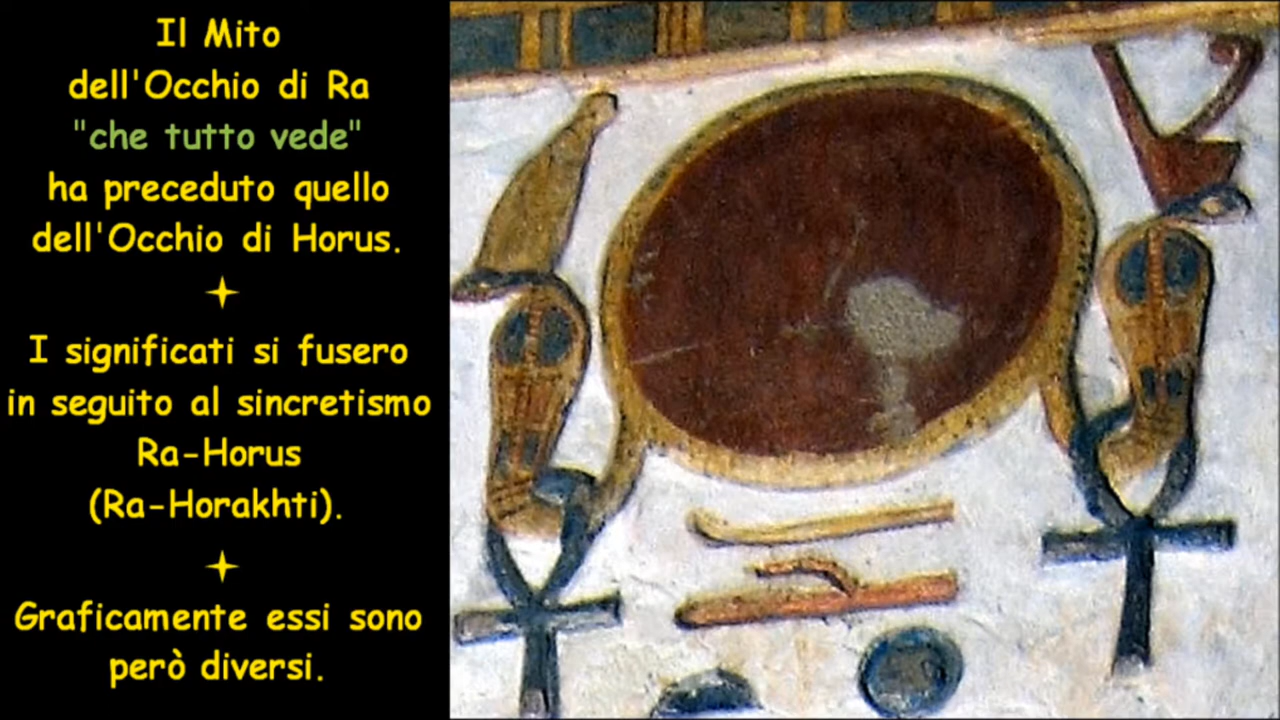 Il Mito
dell'Occhio di Ra
"che tutto vede"
ha preceduto quello
dell'Occhio di Horus.
I significati si fusero
in seguito al sincretismo
Ra-Horus
(Ra-Horakhti).
Graficamente essi sono
però diversi.